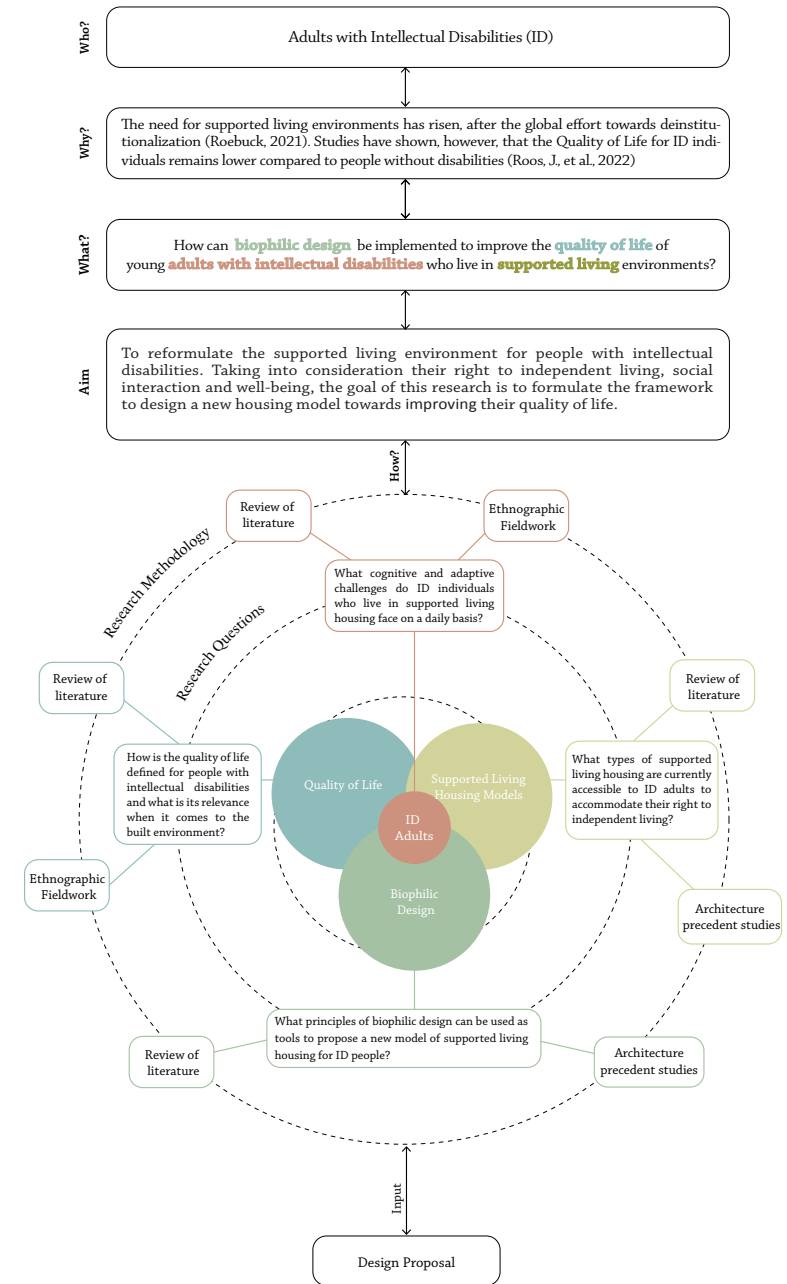 Who?
Adults with Intellectual Disabilities (ID)
Why?
The need for supported living environments has risen, after the global effort towards deinstitu-
tionalization (Roebuck, 2021). Studies have shown, however, that the Quality of Life for ID indi-
viduals remains lower compared to people without disabilities (Roos, J., et al., 2022)
What?
How can biophilic design be implemented to improve the quality of life of
young adults with intellectual disabilities who live in supported living environments?
Aim
To reformulate the supported living environment for people with intellectual
disabilities. Taking into consideration their right to independent living, social
interaction and well-being, the goal of this research is to formulate the framework
to design a new housing model towards improving their quality of life.
How?
Review of
literature
Ethnographic
Fieldwork
Research Methodology
What cognitive and adaptive
challenges do ID individuals
who live in supported living
housing face on a daily basis?
Research Questions
Review of
literature
Review of
literature
How is the quality of life
defined for people with
intellectual disabilities
and what is its relevance
when it comes to the
built environment?
Quality of Life
Supported Living
Housing Models
What types of supported
living housing are currently
accessible to ID adults to
accommodate their right to
independent living?
ID
Adults
Ethnographic
Fieldwork
Biophilic
Design
Architecture
precedent studies
What principles of biophilic design can be used as
tools to propose a new model of supported living
housing for ID people?
Review of
literature
Architecture
precedent studies
Input
Design Proposal